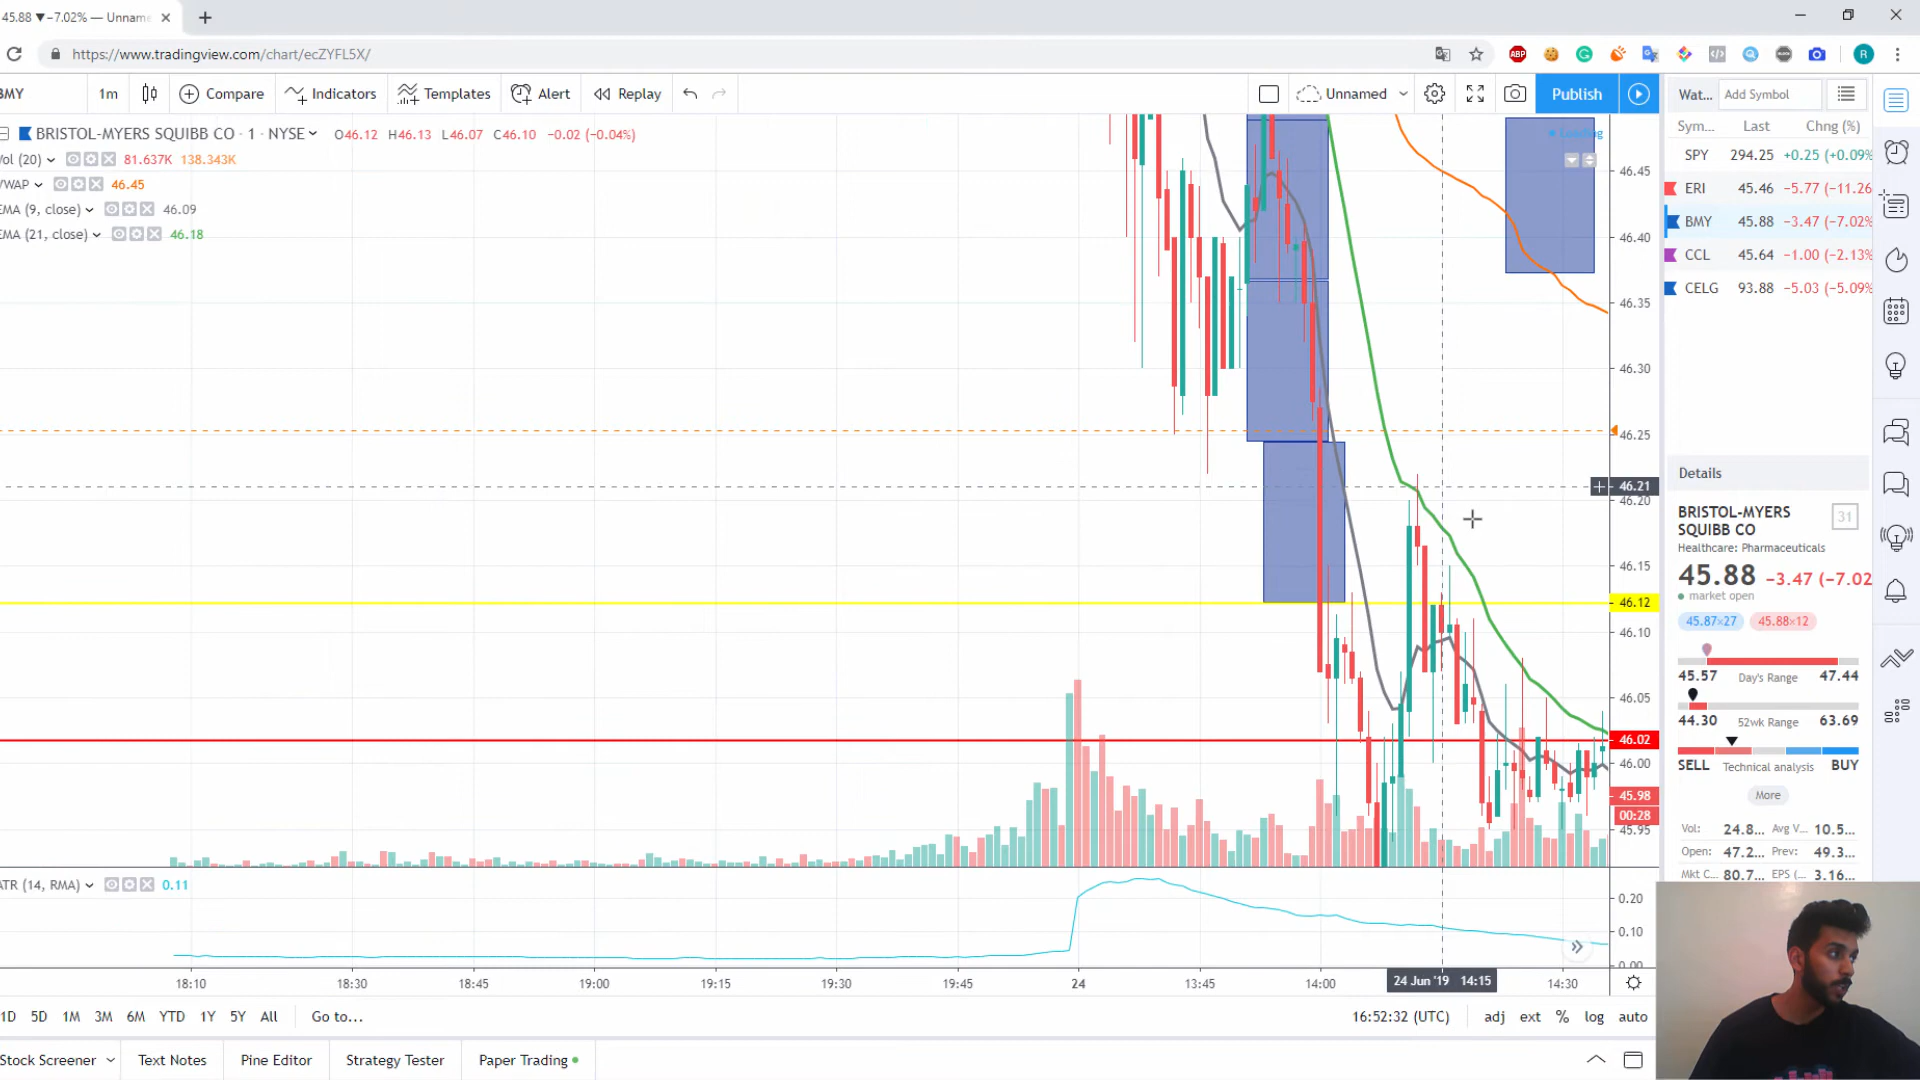 45.88 ▼−7.02% — Unname
https://www.tradingview.com/chart/ecZYFL5X/
ABP
R
BMY
1m
Compare
Indicators
Templates
Alert
Replay
Unnamed
Publish
Wat...
Add Symbol
BRISTOL-MYERS SQUIBB CO · 1 · NYSE
O46.12 H46.13 L46.07 C46.10 −0.02 (−0.04%)
Vol (20) 81.637K 138.343K
VWAP 46.45
EMA (9, close) 46.09
EMA (21, close) 46.18
Loading
Sym... Last Chng (%)
SPY 294.25 +0.25 (+0.09%
ERI 45.46 −5.77 (−11.26
BMY 45.88 −3.47 (−7.02%
CCL 45.64 −1.00 (−2.13%
CELG 93.88 −5.03 (−5.09%
46.45
46.40
46.35
46.30
46.25
46.21
46.20
46.15
46.12
46.10
46.05
46.02
46.00
45.98
00:28
45.95
Details
BRISTOL-MYERS SQUIBB CO
31
Healthcare: Pharmaceuticals
45.88 −3.47 (−7.02
market open
45.87×27 45.88×12
45.57 Day's Range 47.44
44.30 52wk Range 63.69
SELL Technical analysis BUY
More
Vol: 24.8... Avg V... 10.5...
Open: 47.2... Prev: 49.3...
Mkt C... 80.7... EPS (... 3.16...
ATR (14, RMA) 0.11
0.20
0.10
0.00
18:10 18:30 18:45 19:00 19:15 19:30 19:45 24 13:45 14:00 24 Jun '19 14:15 14:30
1D 5D 1M 3M 6M YTD 1Y 5Y All Go to...
16:52:32 (UTC) adj ext % log auto
Stock Screener Text Notes Pine Editor Strategy Tester Paper Trading